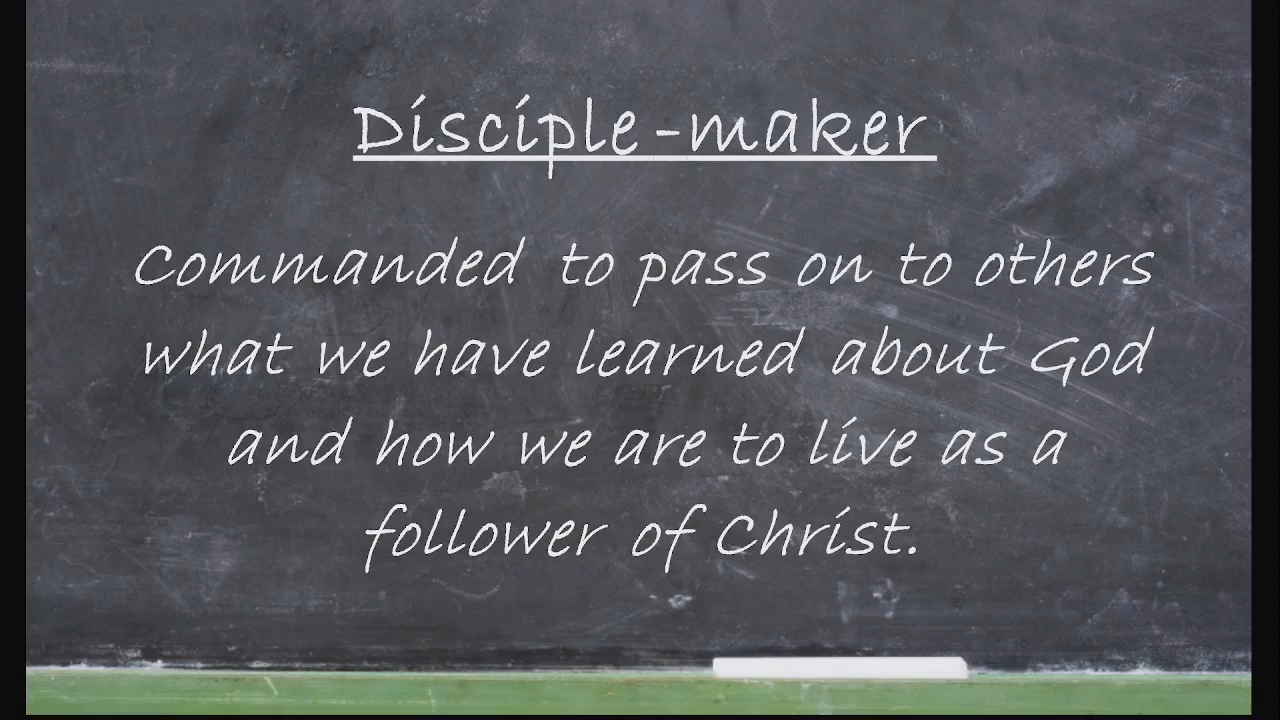 Disciple-maker
Commanded to pass on to others
what we have learned about God
and how we are to live as a
follower of Christ.